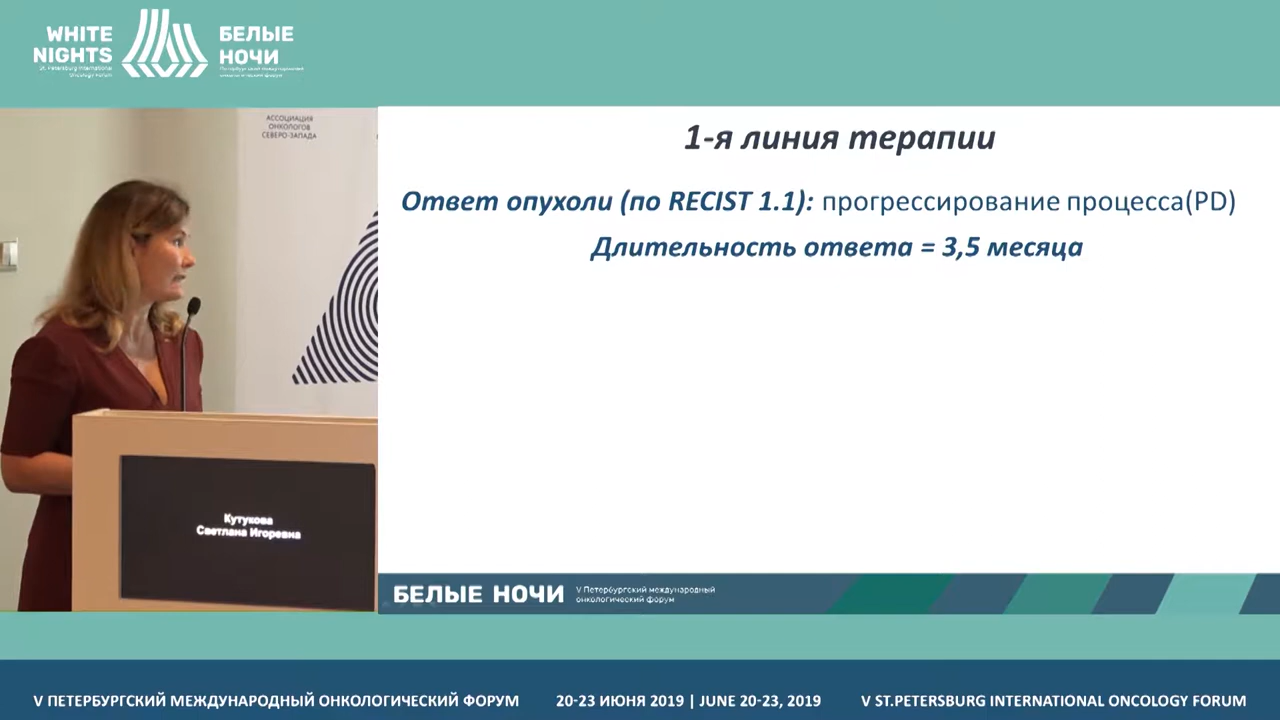 WHITE
NIGHTS
St. Petersburg International
Oncology Forum
БЕЛЫЕ
НОЧИ
Петербургский международный
онкологический форум
АССОЦИАЦИЯ
ОНКОЛОГОВ
СЕВЕРО-ЗАПАДА
1-я линия терапии
Ответ опухоли (по RECIST 1.1): прогрессирование процесса(PD)
Длительность ответа = 3,5 месяца
Кутукова
Светлана Игоревна
БЕЛЫЕ НОЧИ
V Петербургский международный
онкологический форум
V ПЕТЕРБУРГСКИЙ МЕЖДУНАРОДНЫЙ ОНКОЛОГИЧЕСКИЙ ФОРУМ
20-23 ИЮНЯ 2019 | JUNE 20-23, 2019
V ST.PETERSBURG INTERNATIONAL ONCOLOGY FORUM